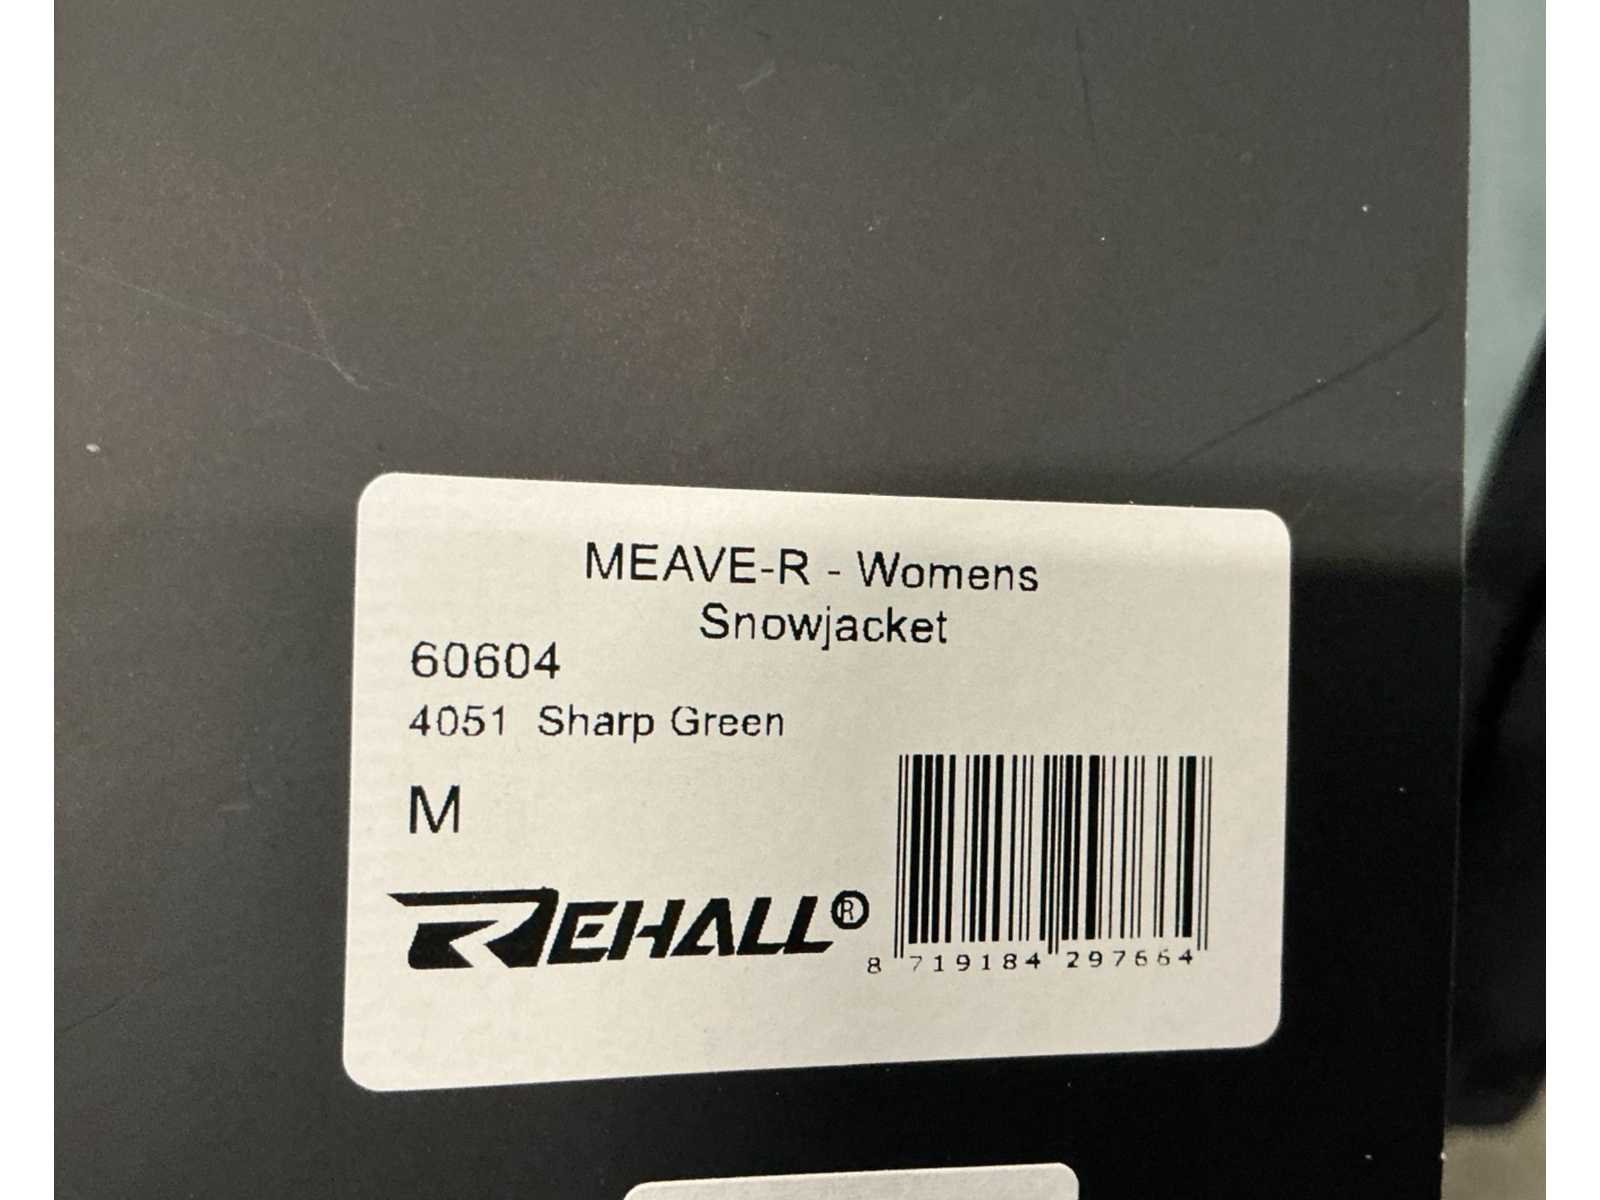 MEAVE-R - Womens
Snowjacket
60604
4051 Sharp Green
M
REHALL®
8 719184 297664